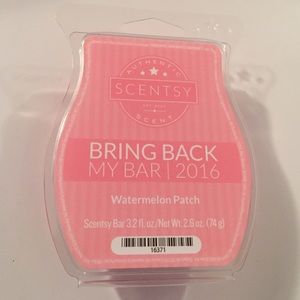 AUTHENTIC
SCENTSY
EST. 2004
SCENT
BRING BACK
MY BAR | 2016
Watermelon Patch
Scentsy Bar 3.2 fl. oz./Net Wt. 2.6 oz. (74 g)
16371